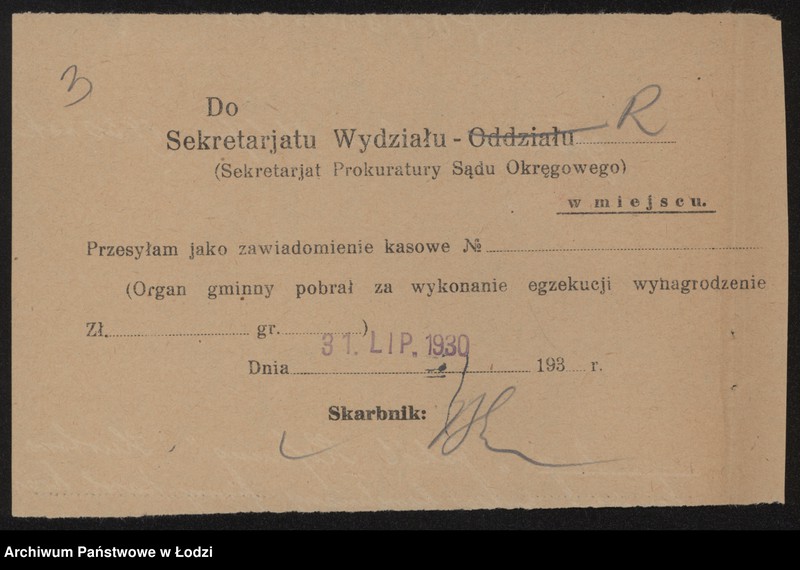 3
Do
Sekretarjatu Wydziału - Oddziału R
(Sekretarjat Prokuratury Sądu Okręgowego)
w miejscu.
Przesyłam jako zawiadomienie kasowe №
(Organ gminny pobrał za wykonanie egzekucji wynagrodzenie
Zł. gr. )
31. LIP. 1930
Dnia 193 r.
Skarbnik:
Archiwum Państwowe w Łodzi